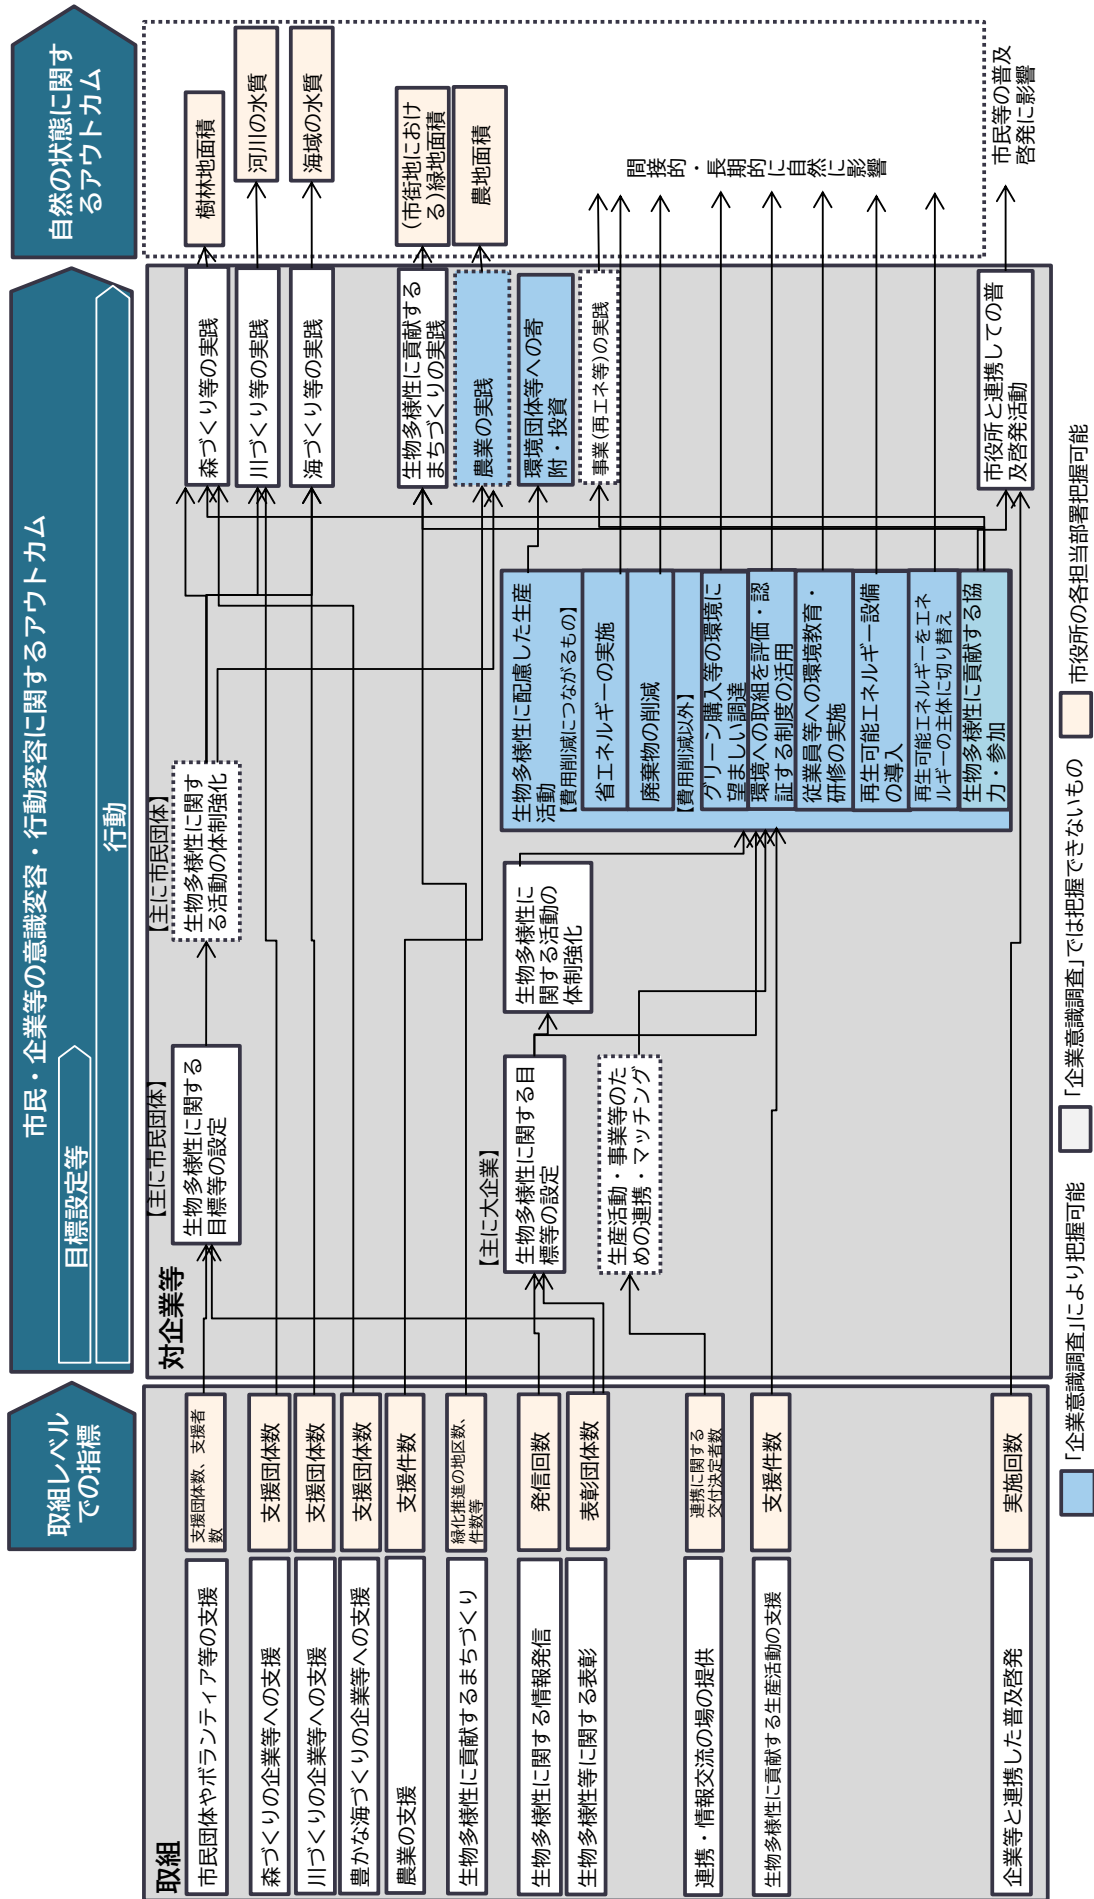 取組レベル
での指標
市民・企業等の意識変容・行動変容に関するアウトカム
目標設定等
行動
自然の状態に関す
るアウトカム
取組
市民団体やボランティア等の支援
森づくりの企業等への支援
川づくりの企業等への支援
豊かな海づくりの企業等への支援
農業の支援
生物多様性に貢献するまちづくり
生物多様性に関する情報発信
生物多様性等に関する表彰
連携・情報交流の場の提供
生物多様性に貢献する生産活動の支援
企業等と連携した普及啓発
支援団体数、支援者
数
支援団体数
支援団体数
支援団体数
支援件数
緑化推進の地区数、
件数等
発信回数
表彰団体数
連携に関する
交付決定者数
支援件数
実施回数
対企業等
【主に市民団体】
生物多様性に関する
目標等の設定
【主に大企業】
生物多様性に関する目
標等の設定
生産活動・事業等のた
めの連携・マッチング
【主に市民団体】
生物多様性に関す
る活動の体制強化
生物多様性に
関する活動の
体制強化
生物多様性に配慮した生産
活動
【費用削減につながるもの】
省エネルギーの実施
廃棄物の削減
【費用削減以外】
グリーン購入等の環境に
望ましい調達
環境への取組を評価・認
証する制度の活用
従業員等への環境教育・
研修の実施
再生可能エネルギー設備
の導入
再生可能エネルギーをエネ
ルギーの主体に切り替え
生物多様性に貢献する協
力・参加
森づくり等の実践
川づくり等の実践
海づくり等の実践
生物多様性に貢献する
まちづくりの実践
農業の実践
環境団体等への寄
附・投資
事業(再エネ等)の実践
市役所と連携しての普
及啓発活動
樹林地面積
河川の水質
海域の水質
(市街地におけ
る)緑地面積
農地面積
間接的・長期的に自然に影響
市民等の普及
啓発に影響
「企業意識調査」により把握可能
「企業意識調査」では把握できないもの
市役所の各担当部署把握可能